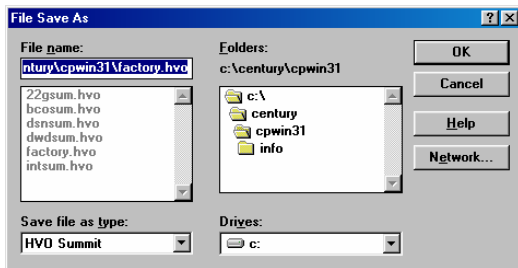 File Save As
File name:
ntury\cpwin31\factory.hvo
22gsum.hvo
bcosum.hvo
dsnsum.hvo
dwdsum.hvo
factory.hvo
intsum.hvo
Save file as type:
HVO Summit
Folders:
c:\century\cpwin31
c:\
century
cpwin31
info
Drives:
c:
OK
Cancel
Help
Network...